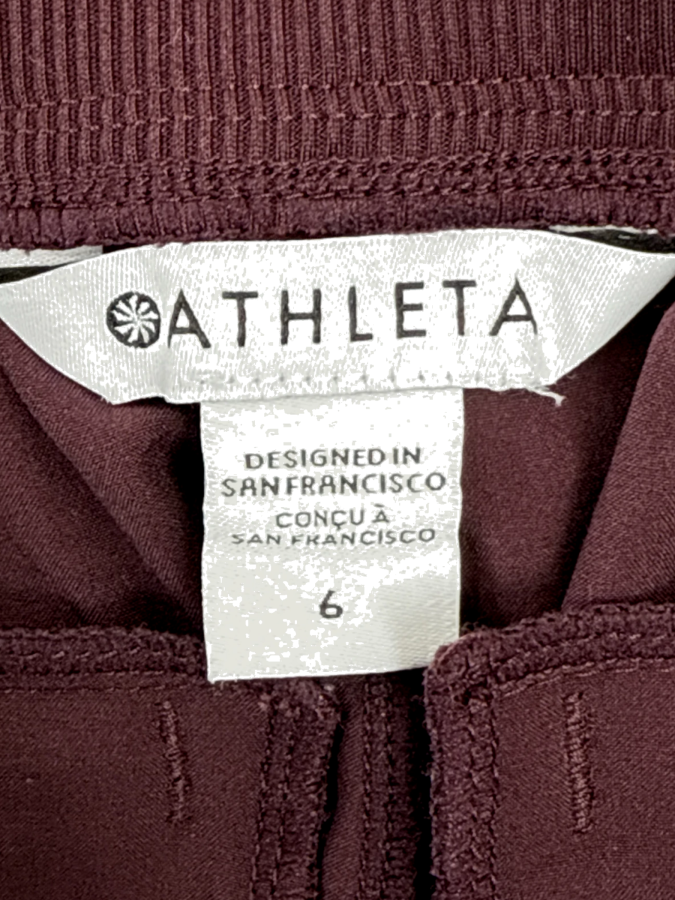 ATHLETA
DESIGNED IN
SAN FRANCISCO
CONÇU À
SAN FRANCISCO
6